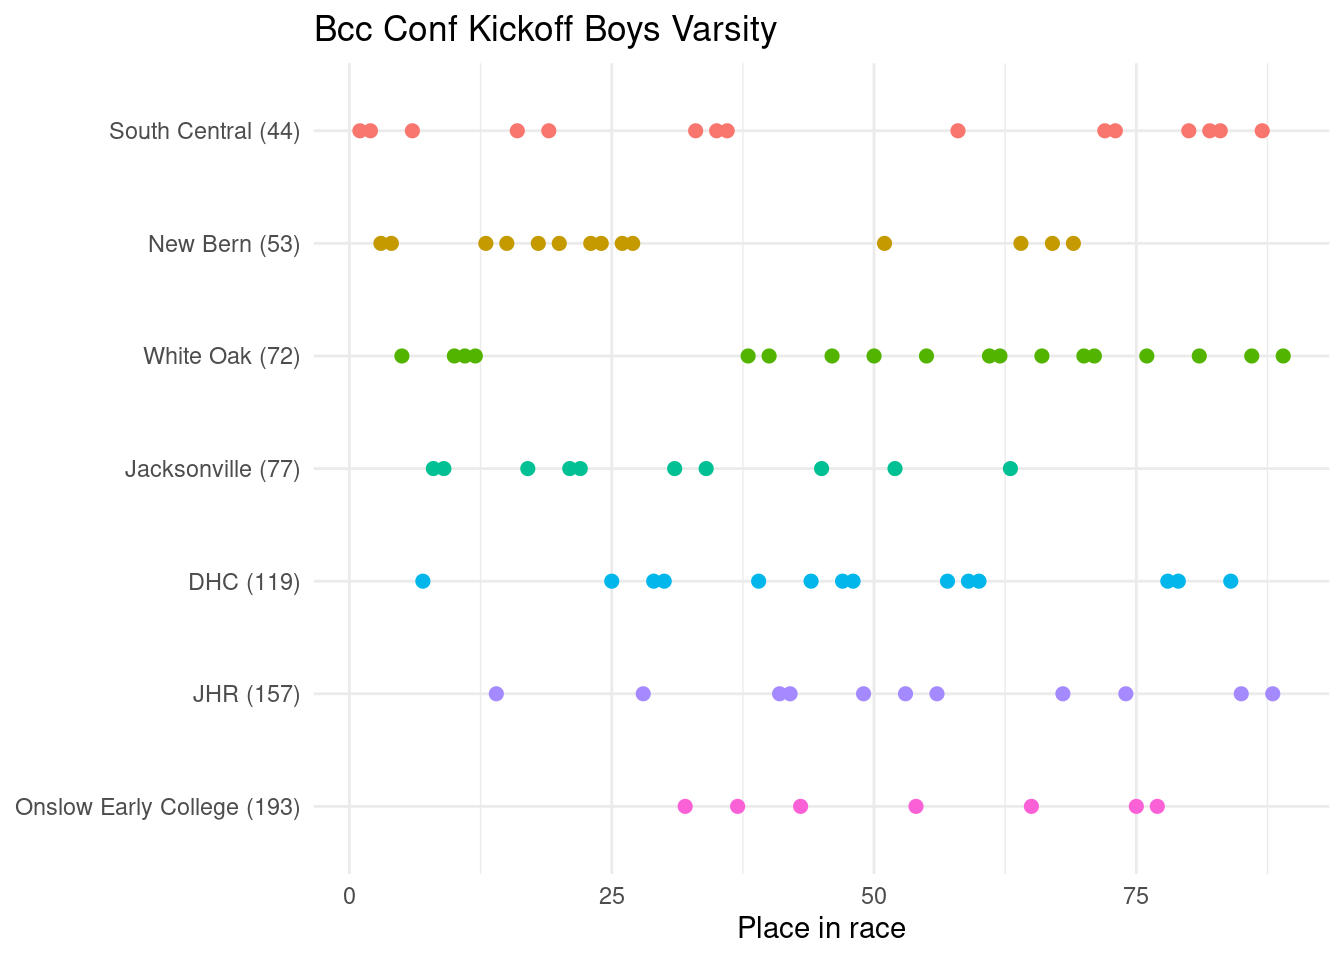 Bcc Conf Kickoff Boys Varsity
South Central (44)
New Bern (53)
White Oak (72)
Jacksonville (77)
DHC (119)
JHR (157)
Onslow Early College (193)
0 25 50 75
Place in race